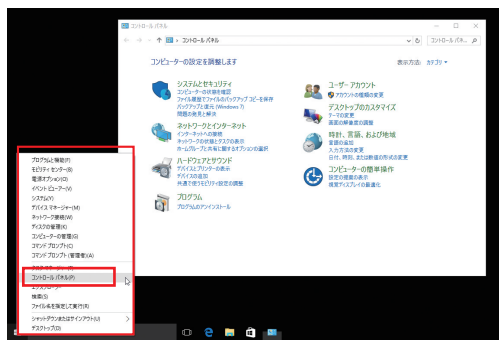 コントロール パネル
コントロール パネル
コントロール パネ...
コンピューターの設定を調整します
表示方法: カテゴリ
システムとセキュリティ
コンピューターの状態を確認
ファイル履歴でファイルのバックアップ コピーを保存
バックアップと復元 (Windows 7)
問題の発見と解決
ネットワークとインターネット
インターネットへの接続
ネットワークの状態とタスクの表示
ホームグループと共有に関するオプションの選択
ハードウェアとサウンド
デバイスとプリンターの表示
デバイスの追加
共通で使うモビリティ設定の調整
プログラム
プログラムのアンインストール
ユーザー アカウント
アカウントの種類の変更
デスクトップのカスタマイズ
テーマの変更
画面の解像度の調整
時計、言語、および地域
言語の追加
入力方法の変更
日付、時刻、または数値の形式の変更
コンピューターの簡単操作
設定の提案の表示
視覚ディスプレイの最適化
プログラムと機能(F)
モビリティ センター(B)
電源オプション(O)
イベント ビューアー(V)
システム(Y)
デバイス マネージャー(M)
ネットワーク接続(W)
ディスクの管理(K)
コンピューターの管理(G)
コマンド プロンプト(C)
コマンド プロンプト (管理者)(A)
コントロール パネル(P)
エクスプローラー
検索(S)
ファイル名を指定して実行(R)
シャットダウンまたはサインアウト(U)
デスクトップ(D)